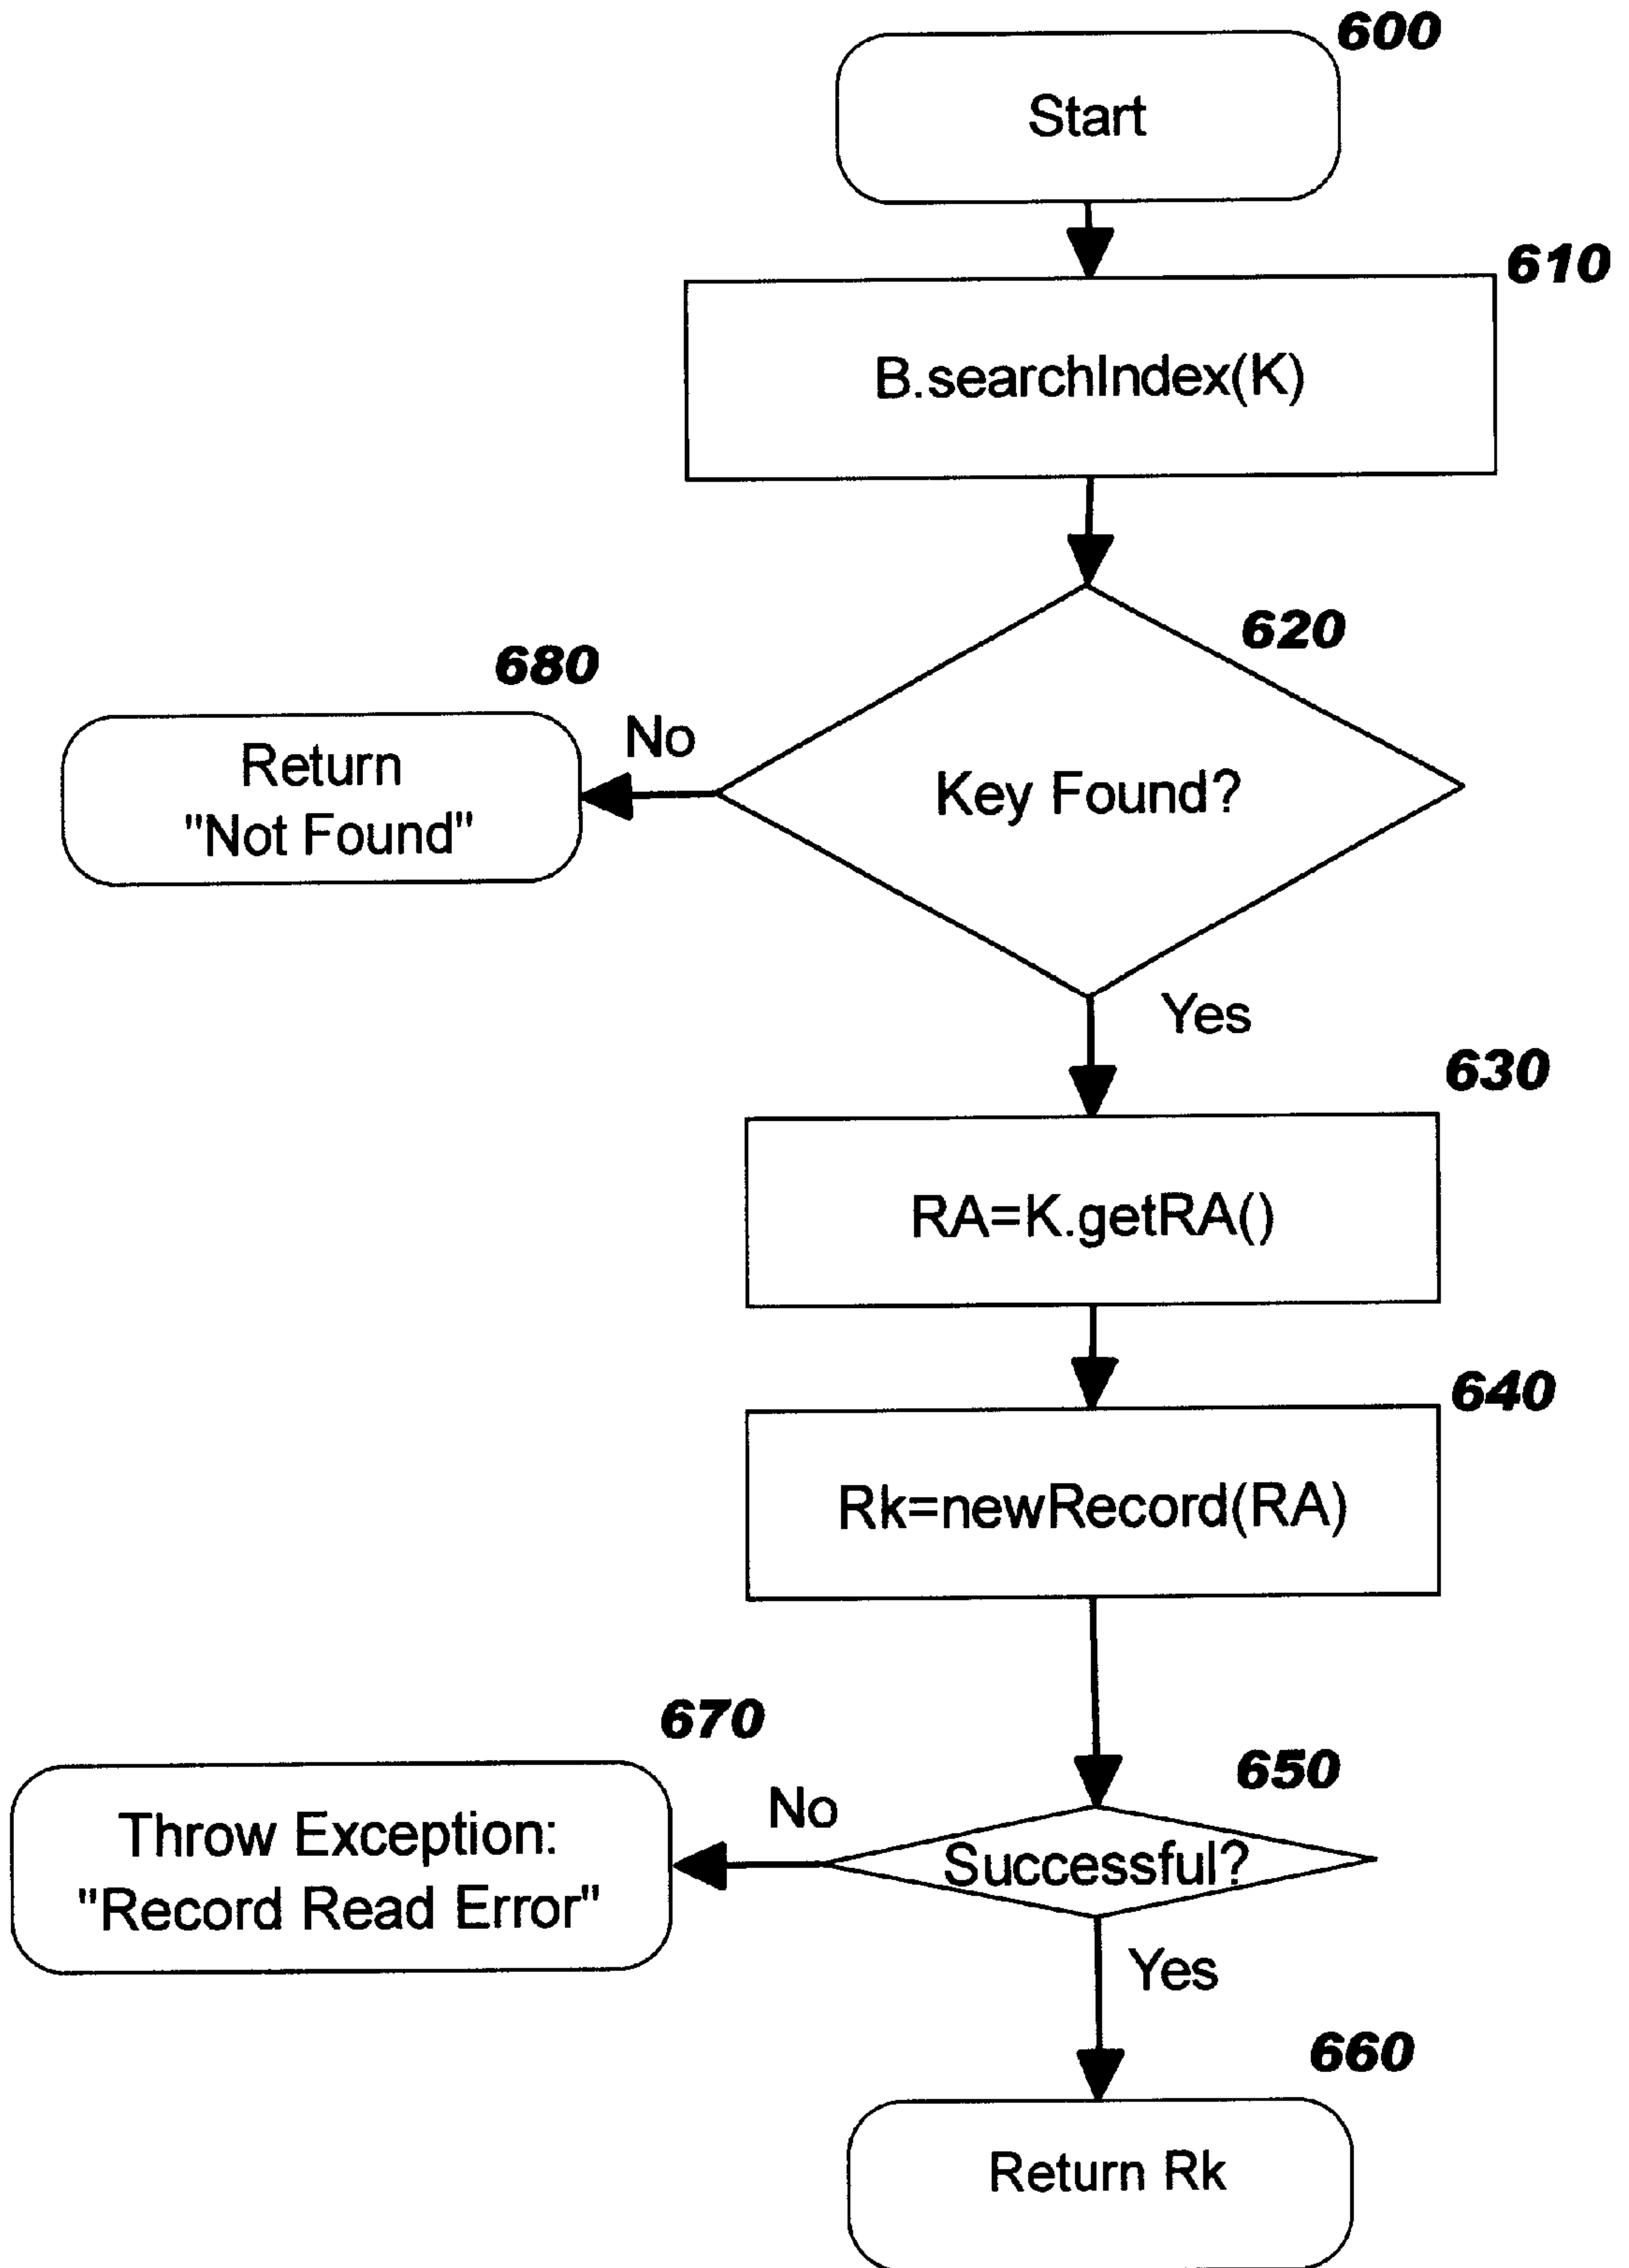 600
Start
610
B.searchIndex(K)
620
680
No
Return
"Not Found"
Key Found?
Yes
630
RA=K.getRA()
640
Rk=newRecord(RA)
670
650
No
Throw Exception:
"Record Read Error"
Successful?
Yes
660
Return Rk